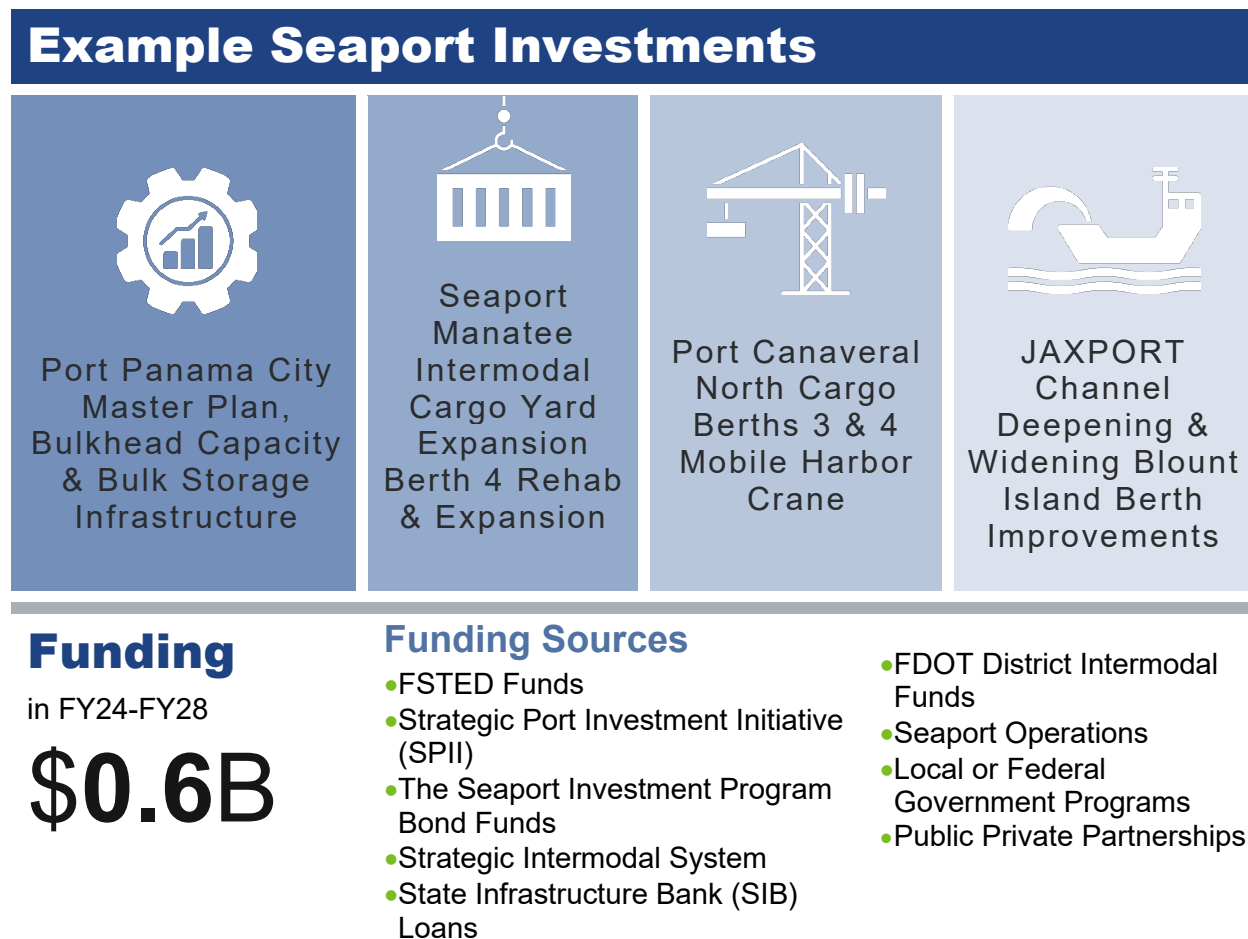 Example Seaport Investments
Port Panama City
Master Plan,
Bulkhead Capacity
& Bulk Storage
Infrastructure
Seaport
Manatee
Intermodal
Cargo Yard
Expansion
Berth 4 Rehab
& Expansion
Port Canaveral
North Cargo
Berths 3 & 4
Mobile Harbor
Crane
JAXPORT
Channel
Deepening &
Widening Blount
Island Berth
Improvements
Funding
in FY24-FY28
$0.6B
Funding Sources
•FSTED Funds
•Strategic Port Investment Initiative
(SPII)
•The Seaport Investment Program
Bond Funds
•Strategic Intermodal System
•State Infrastructure Bank (SIB)
Loans
•FDOT District Intermodal
Funds
•Seaport Operations
•Local or Federal
Government Programs
•Public Private Partnerships